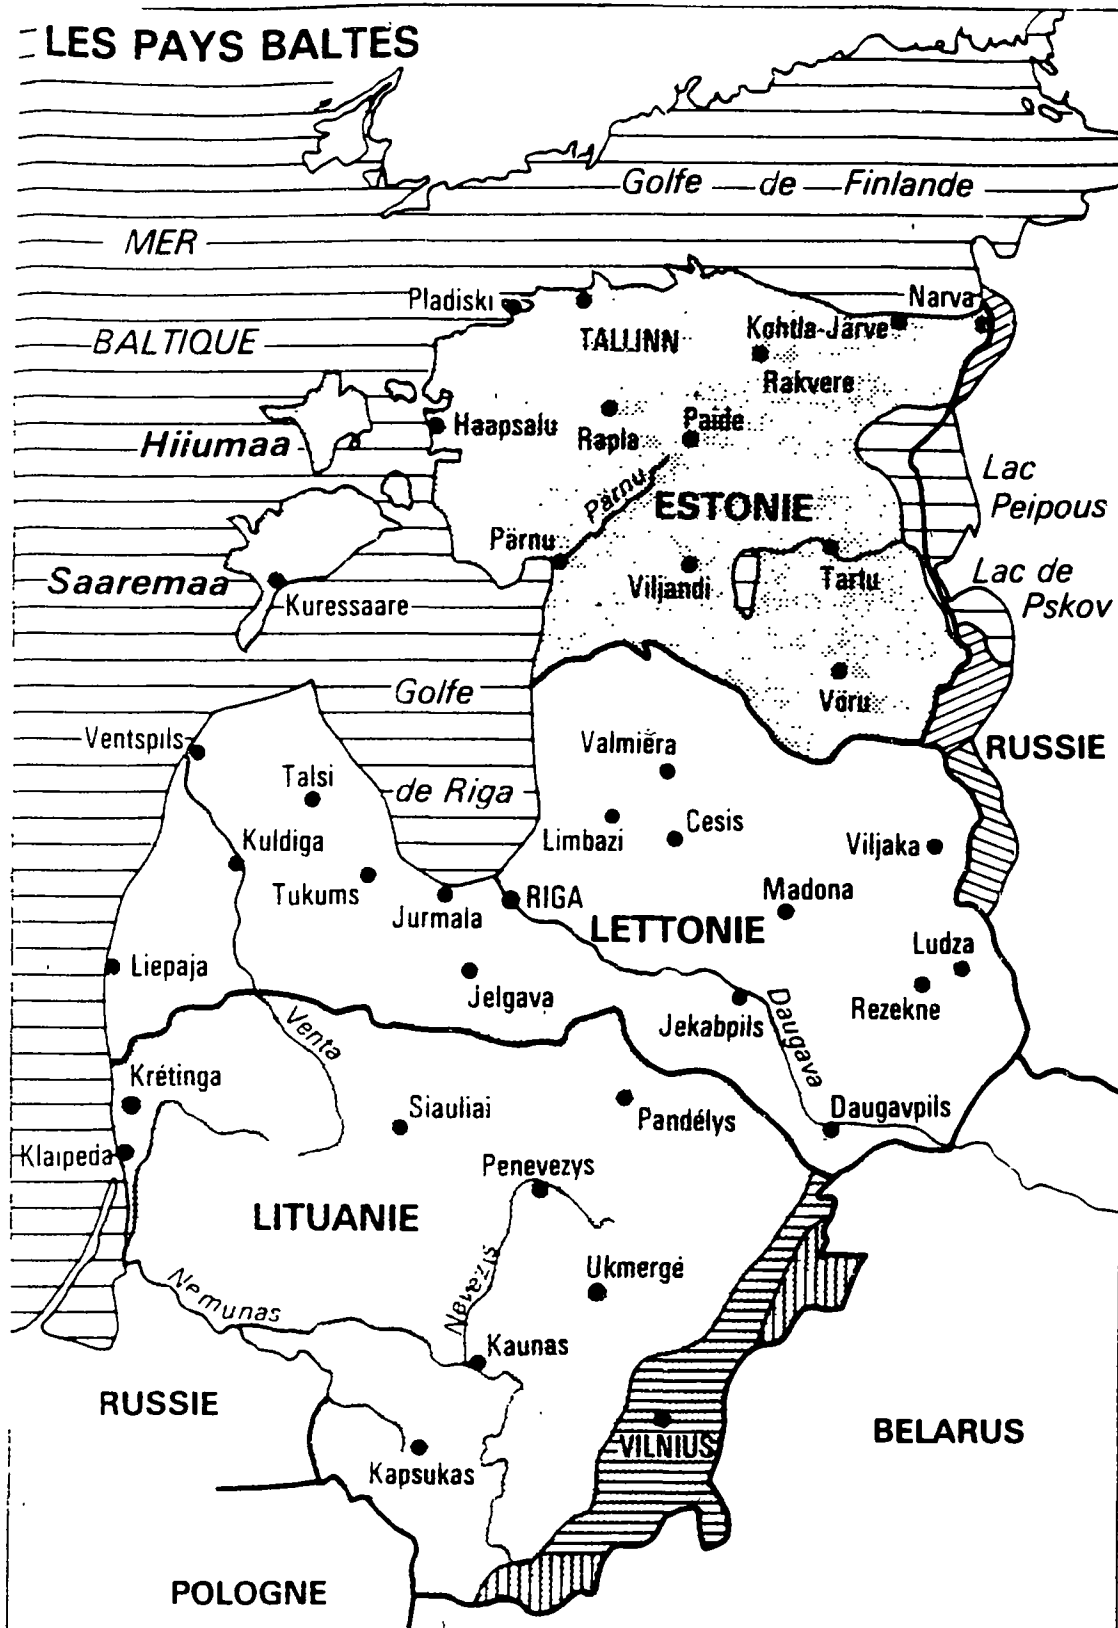 LES PAYS BALTES
Golfe de Finlande
MER
BALTIQUE
Pladiski
Narva
TALLINN
Kohtla-Järve
Rakvere
Hiiumaa
Haapsalu
Rapla
Paide
Lac
Peipous
Pärnu
ESTONIE
Pärnu
Saaremaa
Kuressaare
Viljandi
Tartu
Lac de
Pskov
Golfe
Võru
Ventspils
Valmiéra
RUSSIE
Talsi
de Riga
Limbazi
Cesis
Viljaka
Kuldiga
Tukums
Jurmala
RIGA
Madona
LETTONIE
Ludza
Liepaja
Jelgava
Rezekne
Jekabpils
Daugava
Venta
Krétinga
Siauliai
Pandélys
Daugavpils
Klaipeda
Penevezys
LITUANIE
Ukmergé
Nemunas
Nevezis
Kaunas
RUSSIE
BELARUS
VILNIUS
Kapsukas
POLOGNE